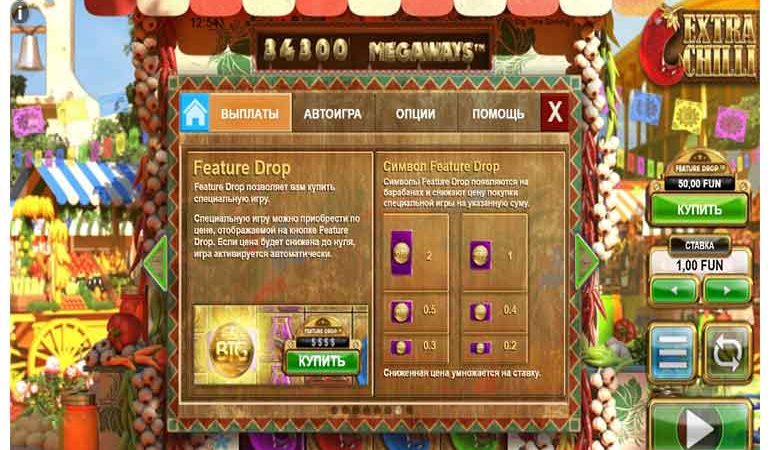 i
12:54
34300 MEGAWAYS™
EXTRA
CHILLI
ВЫПЛАТЫ
АВТОИГРА
ОПЦИИ
ПОМОЩЬ
X
Feature Drop
Feature Drop позволяет вам купить
специальную игру.
Специальную игру можно приобрести по
цене, отображаемой на кнопке Feature
Drop. Если цена будет снижена до нуля,
игра активируется автоматически.
BTG
FEATURE DROP™
$$$$
КУПИТЬ
Символ Feature Drop
Символы Feature Drop появляются на
барабанах и снижают цену покупки
специальной игры на указанную сумму.
2
1
0.5
0.4
0.3
0.2
Сниженная цена умножается на ставку.
FEATURE DROP™
50,00 FUN
КУПИТЬ
СТАВКА
1,00 FUN